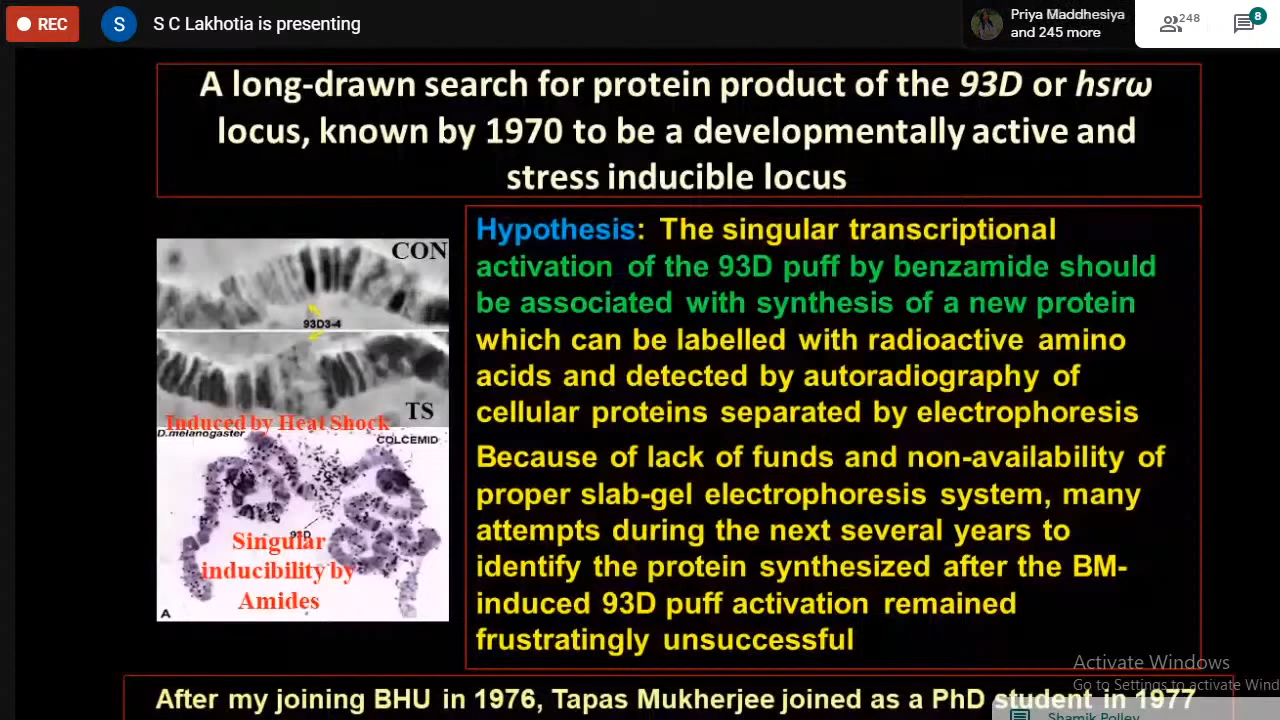 REC
S
S C Lakhotia is presenting
Priya Maddhesiya
and 245 more
248
8
A long-drawn search for protein product of the 93D or hsrω
locus, known by 1970 to be a developmentally active and
stress inducible locus
CON
93D3-4
TS
Induced by Heat Shock
D.melanogaster
COLCEMID
93D
Singular
inducibility by
Amides
A
Hypothesis: The singular transcriptional
activation of the 93D puff by benzamide should
be associated with synthesis of a new protein
which can be labelled with radioactive amino
acids and detected by autoradiography of
cellular proteins separated by electrophoresis
Because of lack of funds and non-availability of
proper slab-gel electrophoresis system, many
attempts during the next several years to
identify the protein synthesized after the BM-
induced 93D puff activation remained
frustratingly unsuccessful
Activate Windows
Go to Settings to activate Wind
After my joining BHU in 1976, Tapas Mukherjee joined as a PhD student in 1977
Shamik Polley